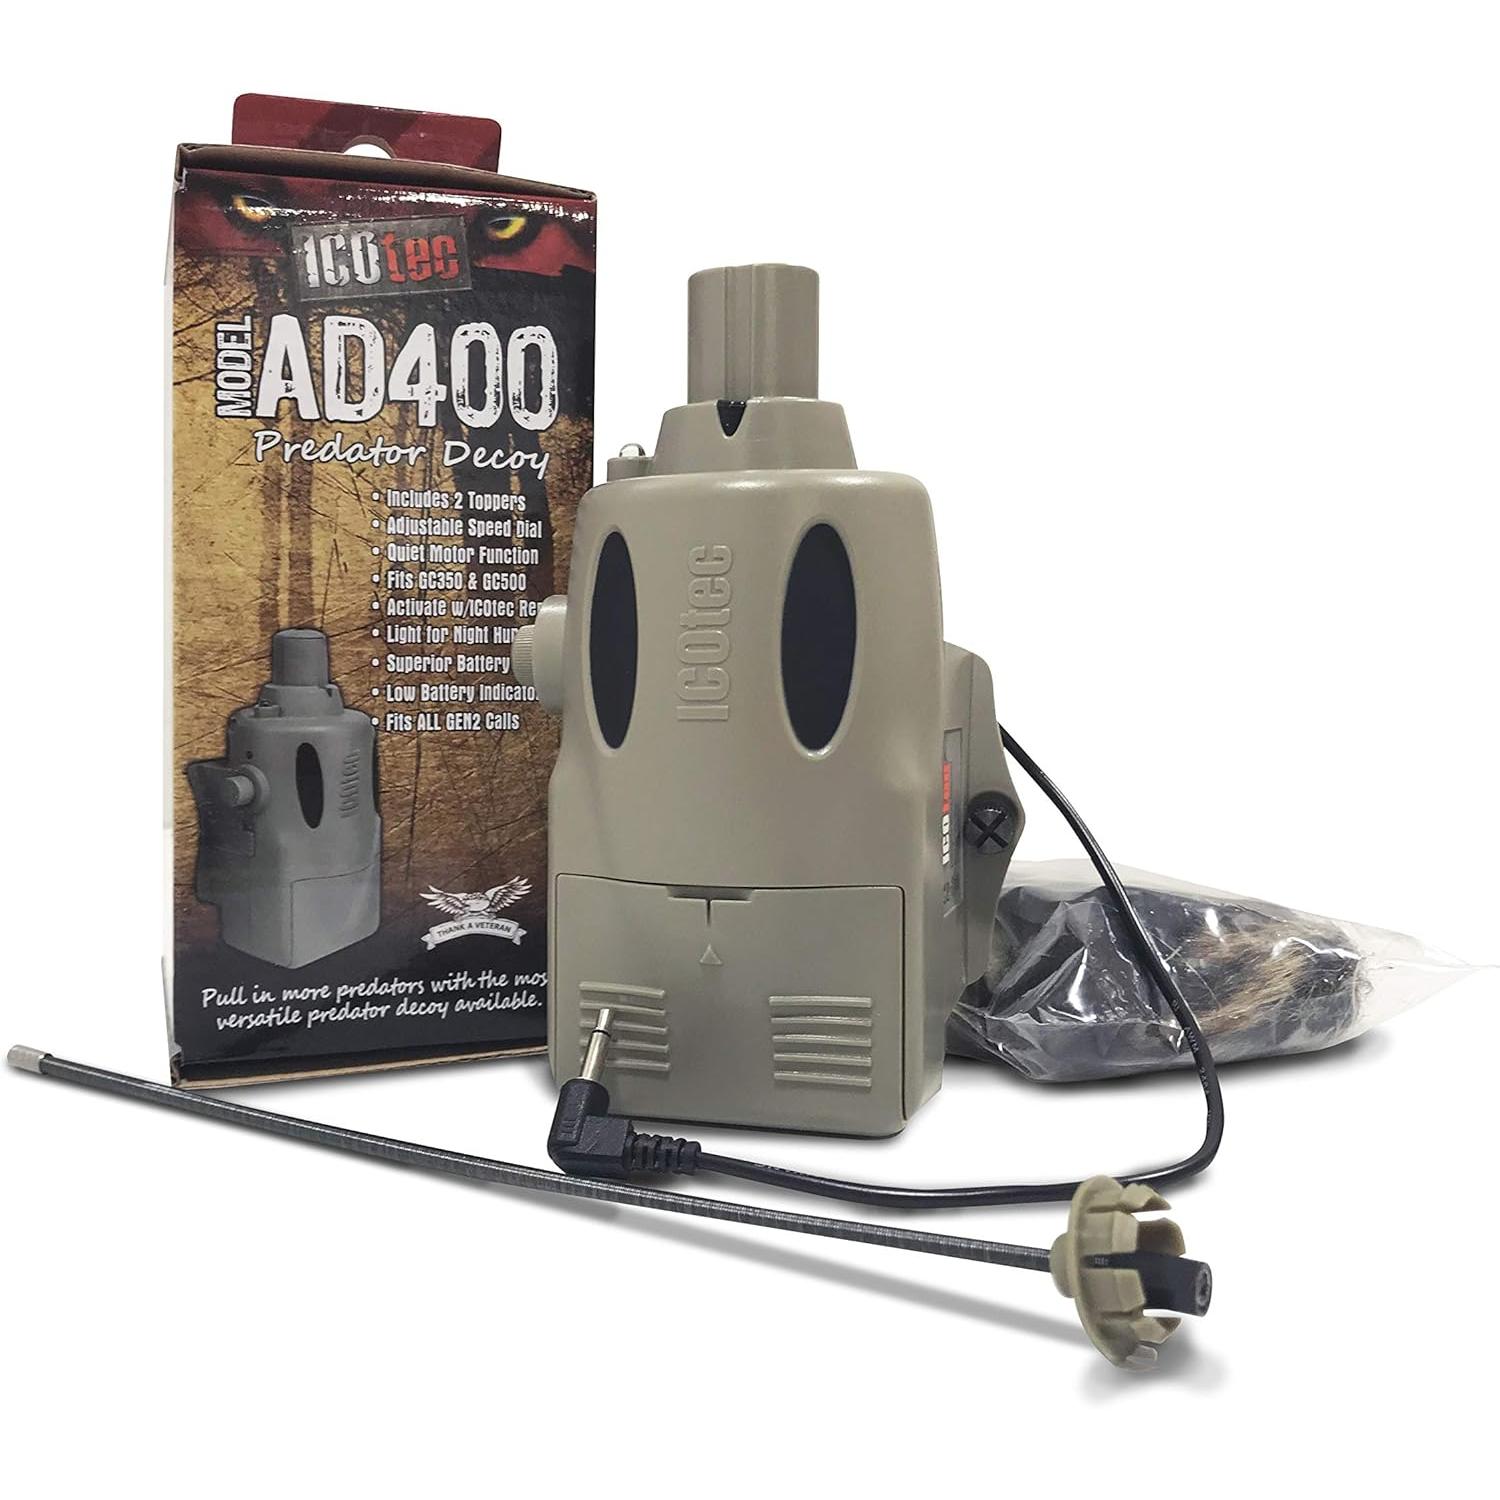 ICOtec
MODEL
AD400
Predator Decoy
• Includes 2 Toppers
• Adjustable Speed Dial
• Quiet Motor Function
• Fits GC350 & GC500
• Activate w/ICOtec
• Light for Night
• Superior Battery
• Low Battery
• Fits ALL GEN2 Calls
ICOtec
THANK A VETERAN
Pull in more predators with the
versatile predator decoy available.
ICOtec
ICOtec